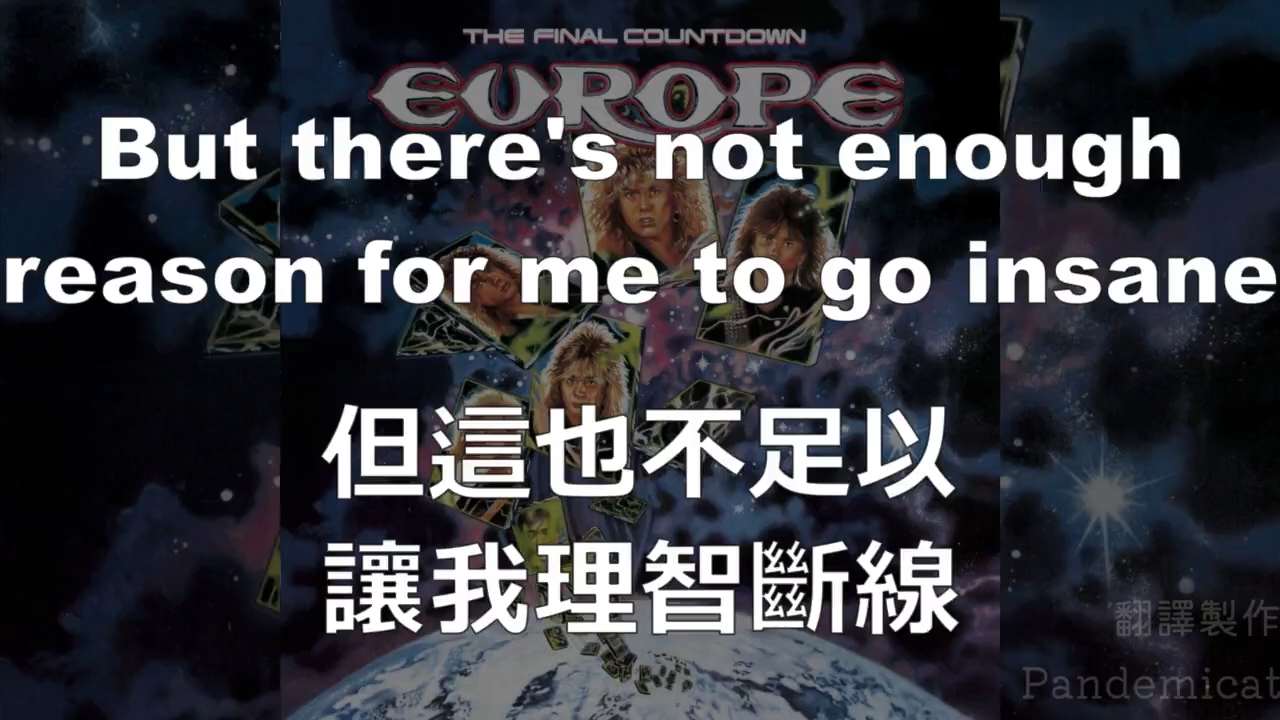 THE FINAL COUNTDOWN
EUROPE
But there's not enough
reason for me to go insane
但這也不足以
讓我理智斷線
翻譯製作
Pandemicat